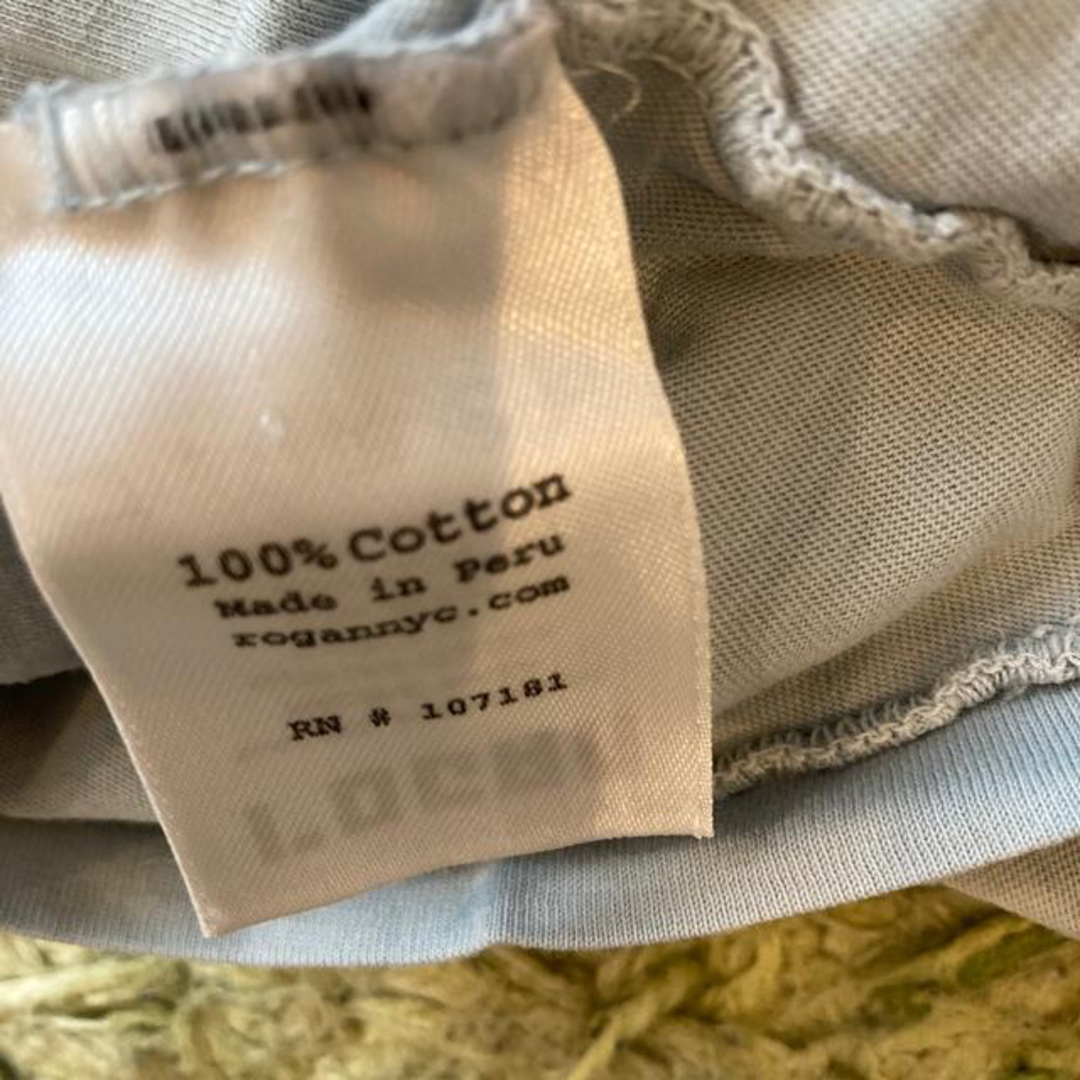 100% Cotton
Made in Peru
rogannyc.com
RN # 107181